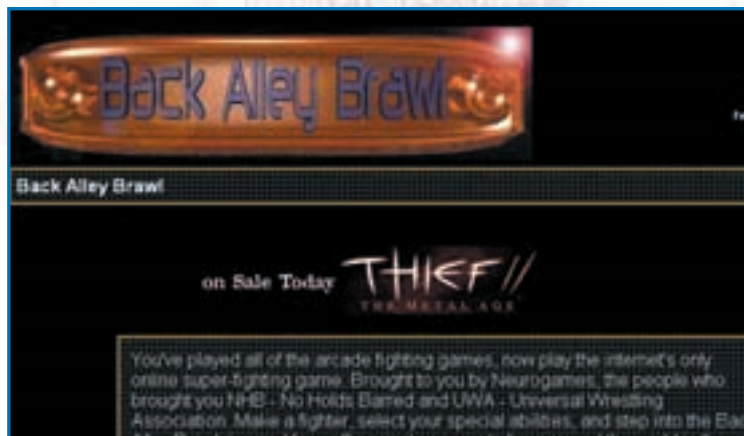 Back Alley Brawl
Back Alley Brawl
on Sale Today THIEF II
THE METAL AGE
You've played all of the arcade fighting games, now play the internet's only
online super-fighting game. Brought to you by Neurogames, the people who
brought you NHB - No Holds Barred and UWA - Universal Wrestling
Association. Make a fighter, select your special abilities, and step into the Back